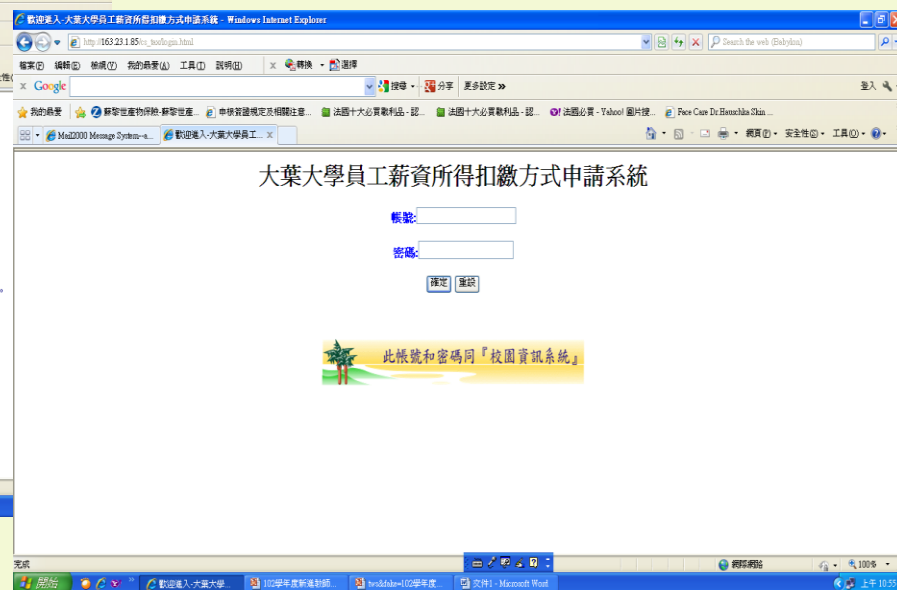 歡迎進入-大葉大學員工薪資所得扣繳方式申請系統 - Windows Internet Explorer
http://163.23.1.85/cs_tax/login.html
Search the web (Babylon)
檔案(F) 編輯(E) 檢視(V) 我的最愛(A) 工具(T) 說明(H) x 轉換 選擇
x Google 搜尋 分享 更多設定 » 登入
我的最愛 蘇黎世產物保險-蘇黎世產... 申根簽證規定及相關注意... 法國十大必買戰利品 - 認... 法國十大必買戰利品 - 認... 法國必買 - Yahoo! 圖片搜... Face Care Dr.Hauschka Skin ...
Mail2000 Message System--a... 歡迎進入-大葉大學員工... x 網頁(P) 安全性(S) 工具(O)
大葉大學員工薪資所得扣繳方式申請系統
帳號:
密碼:
確定 重設
此帳號和密碼同『校園資訊系統』
完成 網際網路 100%
開始 歡迎進入-大葉大學... 102學年度新進教師... 文件1 - Microsoft Word 上午 10:55